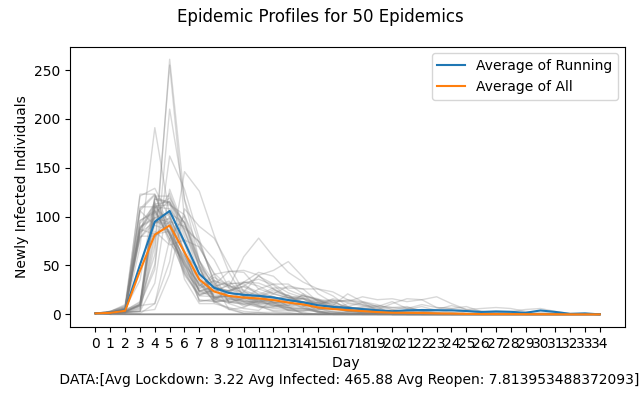 Epidemic Profiles for 50 Epidemics
Average of Running
Average of All
Newly Infected Individuals
250
200
150
100
50
0
0 1 2 3 4 5 6 7 8 9 10 11 12 13 14 15 16 17 18 19 20 21 22 23 24 25 26 27 28 29 30 31 32 33 34
Day
DATA:[Avg Lockdown: 3.22 Avg Infected: 465.88 Avg Reopen: 7.813953488372093]